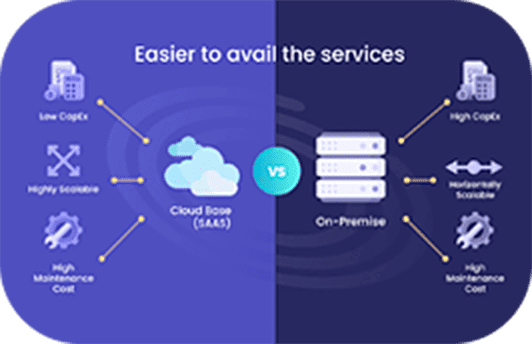 Easier to avail the services
Low CapEx
Highly Scalable
High
Maintenance
Cost
Cloud Base
(SAAS)
VS
On-Premise
High CapEx
Horizontally
Scalable
High
Maintenance
Cost